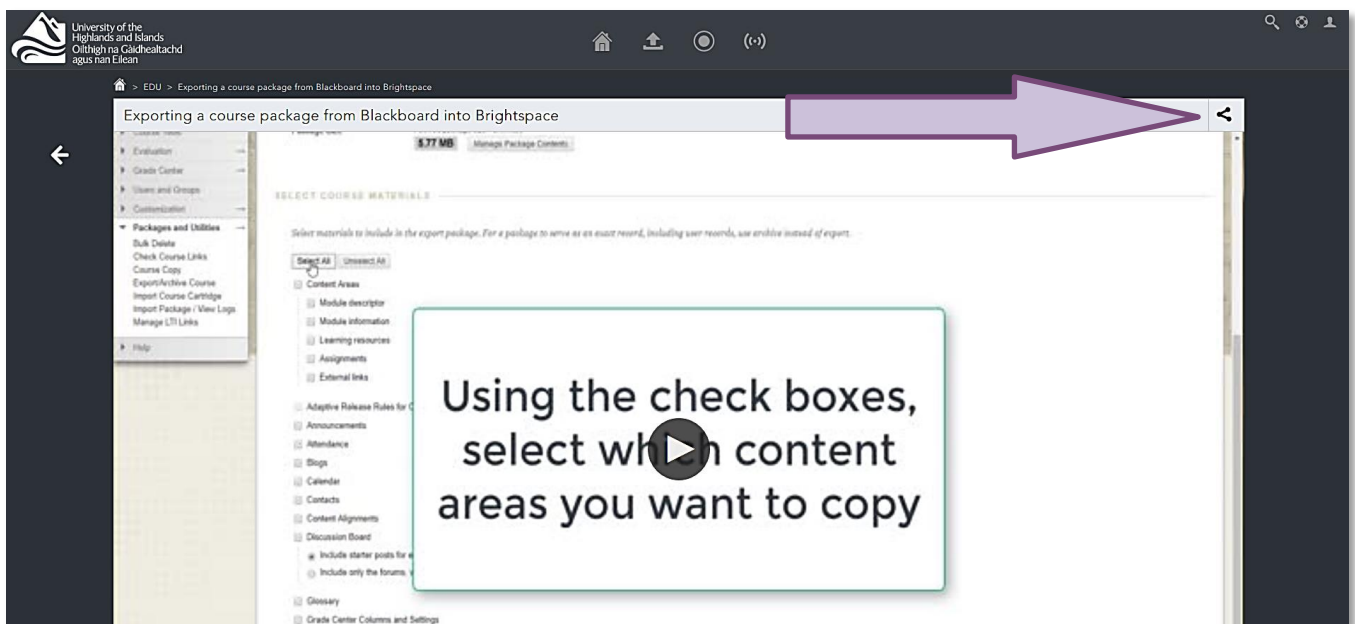 University of the
Highlands and Islands
Oilthigh na Gàidhealtachd
agus nan Eilean
> EDU > Exporting a course package from Blackboard into Brightspace
Exporting a course package from Blackboard into Brightspace
5.77 MB Manage Package Contents
Evaluation
Grade Center
Users and Groups
Customization
SELECT COURSE MATERIALS
Packages and Utilities
Select materials to include in the export package. For a package to serve as an exact record, including user records, use archive instead of export.
Bulk Delete
Check Course Links
Course Copy
Export/Archive Course
Import Course Cartridge
Import Package / View Logs
Manage LTI Links
Help
Select All Unselect All
Content Areas
Module descriptor
Module information
Learning resources
Assignments
External links
Adaptive Release Rules for
Announcements
Attendance
Blogs
Calendar
Contacts
Content Alignments
Discussion Board
Include starter posts for
Include only the forums,
Glossary
Grade Center Columns and Settings
Using the check boxes,
select which content
areas you want to copy